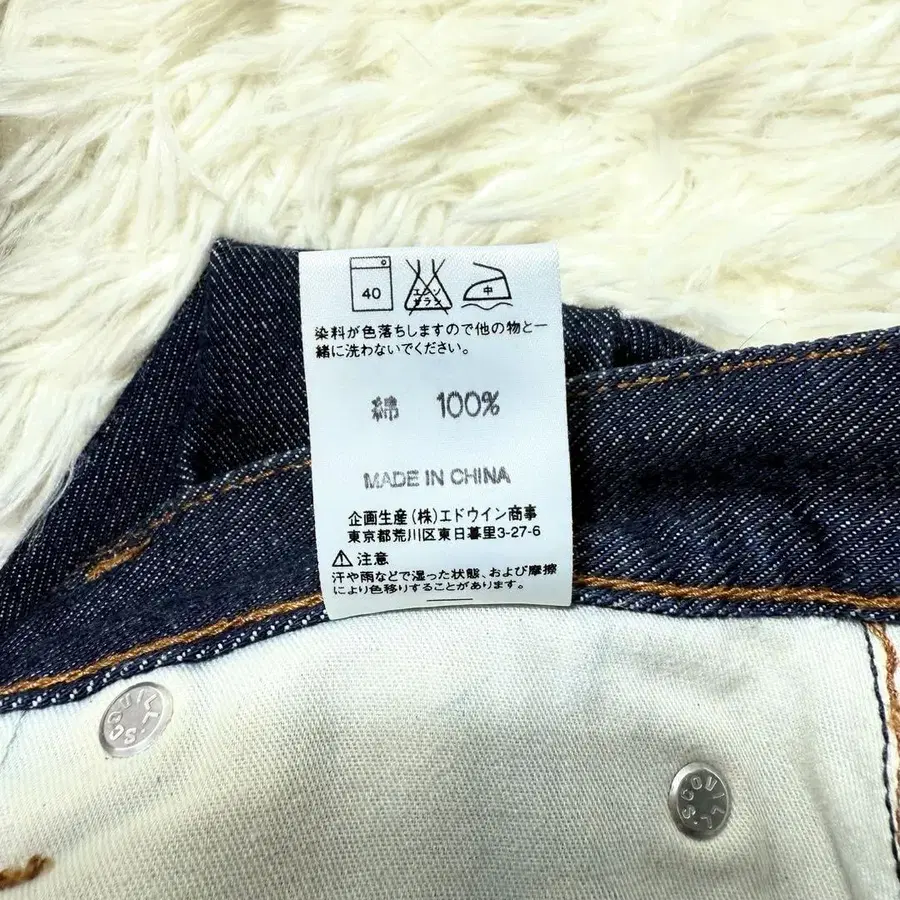 40
エンソ
サラシ
中
染料が色落ちしますので他の物と一
緒に洗わないでください。
綿 100%
MADE IN CHINA
企画生産(株)エドウイン商事
東京都荒川区東日暮里3-27-6
⚠注意
汗や雨などで湿った状態、および摩擦
により色移りすることがあります。
SCOVILL
SCOVILL